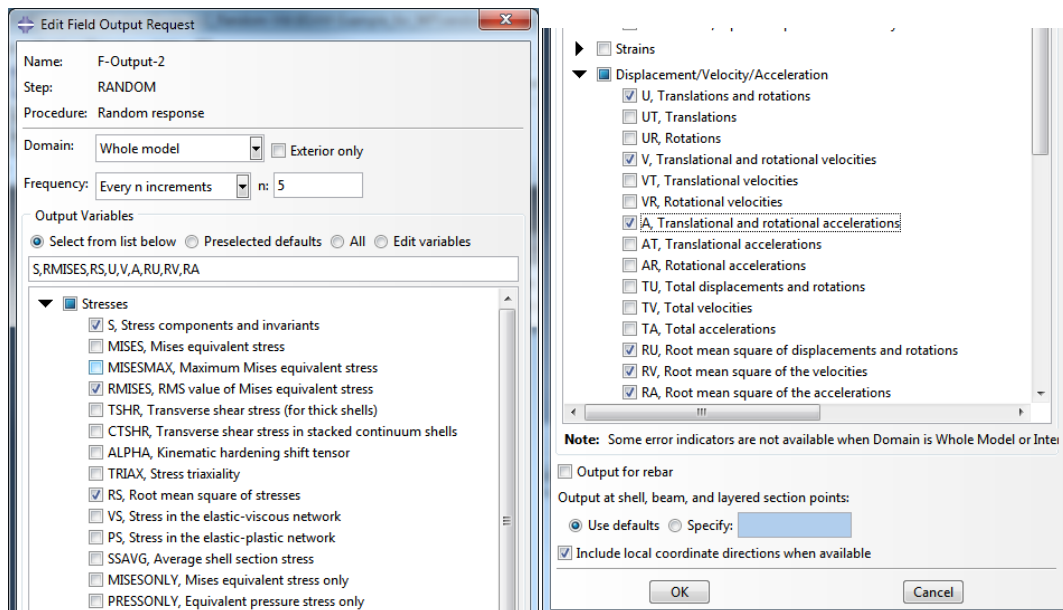 Edit Field Output Request
Name: F-Output-2
Step: RANDOM
Procedure: Random response
Domain: Whole model Exterior only
Frequency: Every n increments n: 5
Output Variables
Select from list below Preselected defaults All Edit variables
S,RMISES,RS,U,V,A,RU,RV,RA
Stresses
S, Stress components and invariants
MISES, Mises equivalent stress
MISESMAX, Maximum Mises equivalent stress
RMISES, RMS value of Mises equivalent stress
TSHR, Transverse shear stress (for thick shells)
CTSHR, Transverse shear stress in stacked continuum shells
ALPHA, Kinematic hardening shift tensor
TRIAX, Stress triaxiality
RS, Root mean square of stresses
VS, Stress in the elastic-viscous network
PS, Stress in the elastic-plastic network
SSAVG, Average shell section stress
MISESONLY, Mises equivalent stress only
PRESSONLY, Equivalent pressure stress only
Strains
Displacement/Velocity/Acceleration
U, Translations and rotations
UT, Translations
UR, Rotations
V, Translational and rotational velocities
VT, Translational velocities
VR, Rotational velocities
A, Translational and rotational accelerations
AT, Translational accelerations
AR, Rotational accelerations
TU, Total displacements and rotations
TV, Total velocities
TA, Total accelerations
RU, Root mean square of displacements and rotations
RV, Root mean square of the velocities
RA, Root mean square of the accelerations
Note: Some error indicators are not available when Domain is Whole Model or Inter
Output for rebar
Output at shell, beam, and layered section points:
Use defaults Specify:
Include local coordinate directions when available
OK Cancel